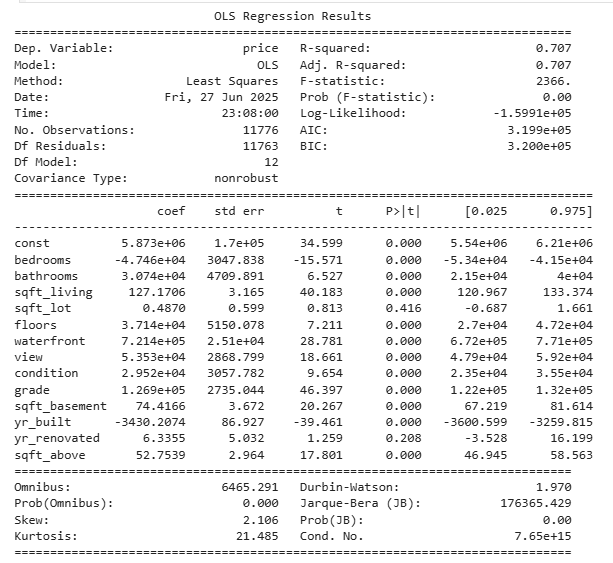 OLS Regression Results
==============================================================================
Dep. Variable: price R-squared: 0.707
Model: OLS Adj. R-squared: 0.707
Method: Least Squares F-statistic: 2366.
Date: Fri, 27 Jun 2025 Prob (F-statistic): 0.00
Time: 23:08:00 Log-Likelihood: -1.5991e+05
No. Observations: 11776 AIC: 3.199e+05
Df Residuals: 11763 BIC: 3.200e+05
Df Model: 12
Covariance Type: nonrobust
=================================================================================
coef std err t P>|t| [0.025 0.975]
---------------------------------------------------------------------------------
const 5.873e+06 1.7e+05 34.599 0.000 5.54e+06 6.21e+06
bedrooms -4.746e+04 3047.838 -15.571 0.000 -5.34e+04 -4.15e+04
bathrooms 3.074e+04 4709.891 6.527 0.000 2.15e+04 4e+04
sqft_living 127.1706 3.165 40.183 0.000 120.967 133.374
sqft_lot 0.4870 0.599 0.813 0.416 -0.687 1.661
floors 3.714e+04 5150.078 7.211 0.000 2.7e+04 4.72e+04
waterfront 7.214e+05 2.51e+04 28.781 0.000 6.72e+05 7.71e+05
view 5.353e+04 2868.799 18.661 0.000 4.79e+04 5.92e+04
condition 2.952e+04 3057.782 9.654 0.000 2.35e+04 3.55e+04
grade 1.269e+05 2735.044 46.397 0.000 1.22e+05 1.32e+05
sqft_basement 74.4166 3.672 20.267 0.000 67.219 81.614
yr_built -3430.2074 86.927 -39.461 0.000 -3600.599 -3259.815
yr_renovated 6.3355 5.032 1.259 0.208 -3.528 16.199
sqft_above 52.7539 2.964 17.801 0.000 46.945 58.563
==============================================================================
Omnibus: 6465.291 Durbin-Watson: 1.970
Prob(Omnibus): 0.000 Jarque-Bera (JB): 176365.429
Skew: 2.106 Prob(JB): 0.00
Kurtosis: 21.485 Cond. No. 7.65e+15
==============================================================================